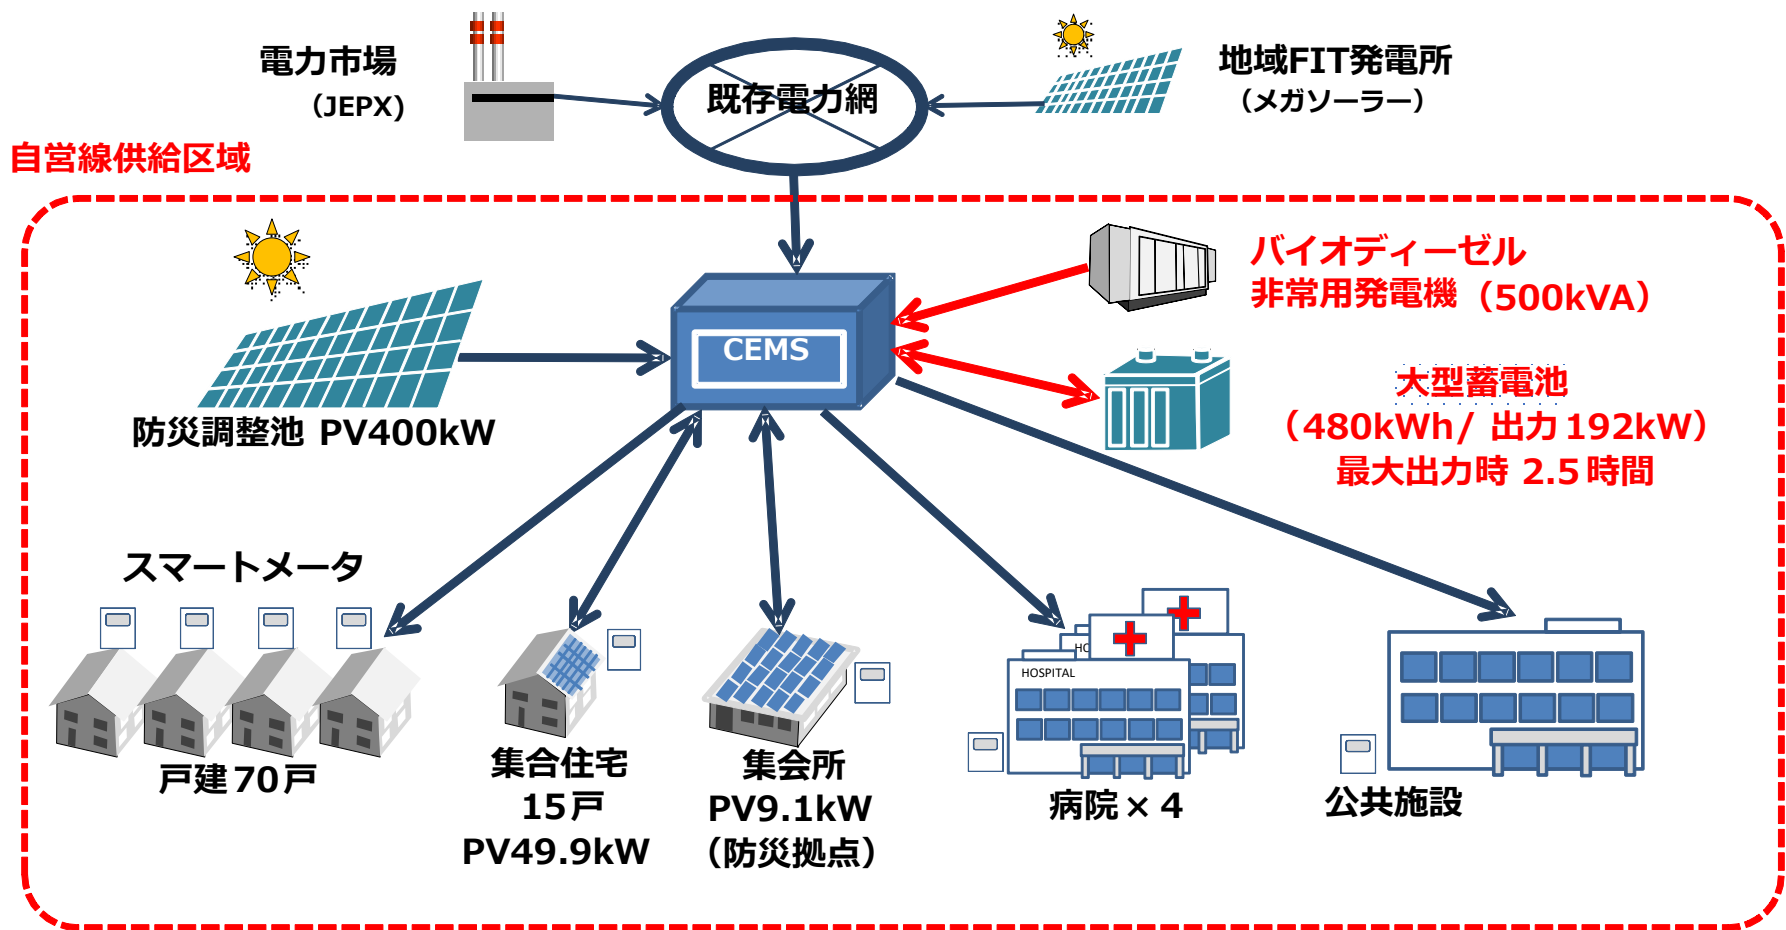 電力市場
（JEPX)
既存電力網
地域FIT発電所
（メガソーラー）
自営線供給区域
バイオディーゼル
非常用発電機（500kVA）
CEMS
大型蓄電池
（480kWh/ 出力192kW）
最大出力時 2.5時間
防災調整池 PV400kW
スマートメータ
HOSPITAL
HO
戸建70戸
集合住宅
15戸
PV49.9kW
集会所
PV9.1kW
（防災拠点）
病院×4
公共施設